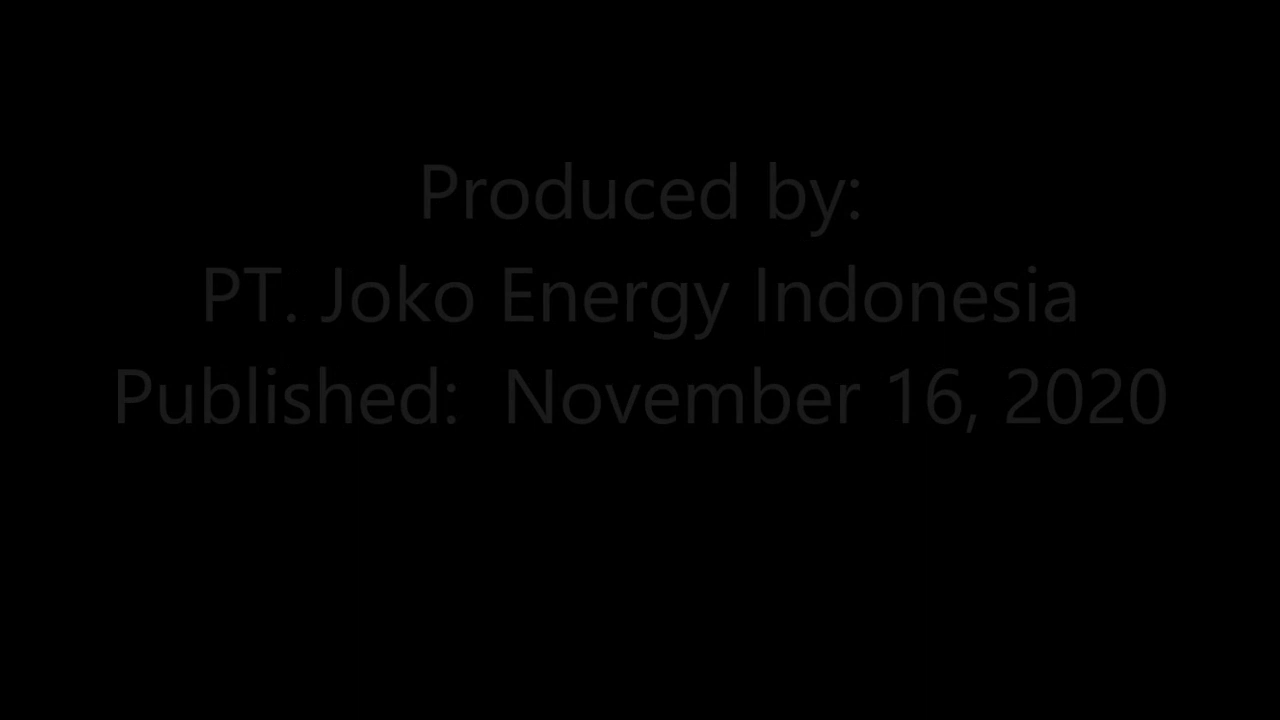 Produced by:
PT. Joko Energy Indonesia
Published:  November 16, 2020